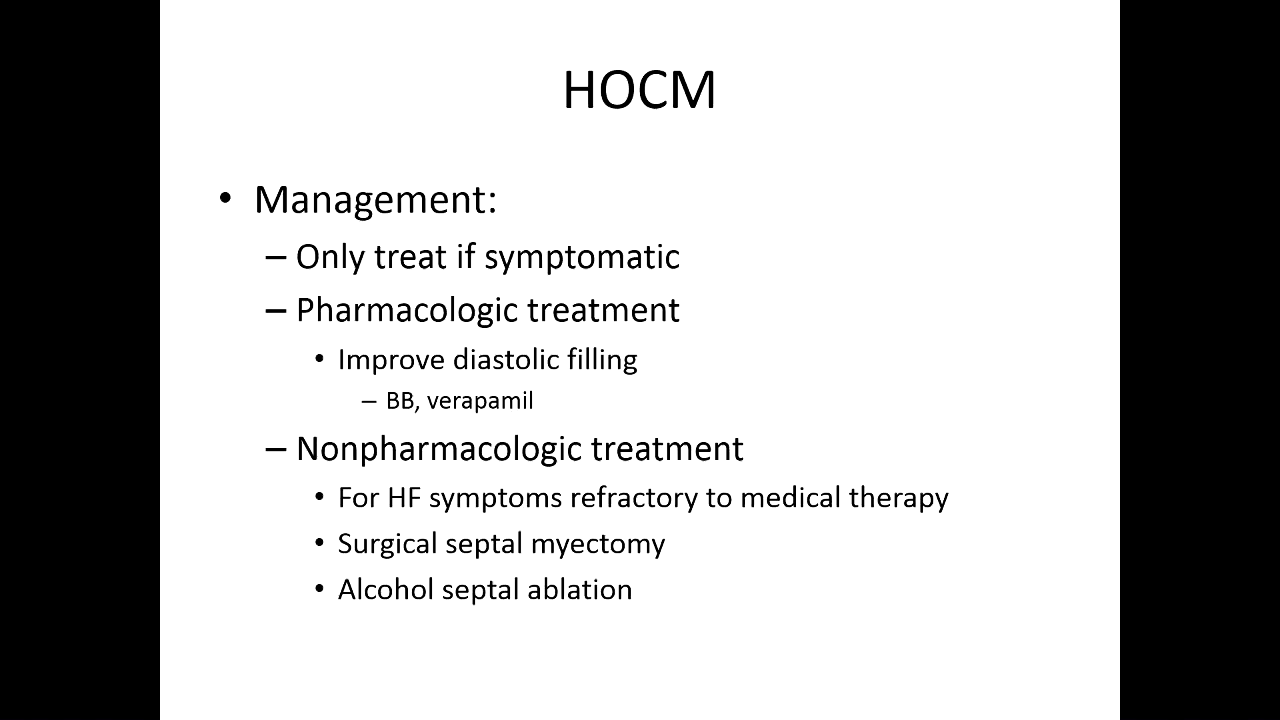 HOCM
• Management:
– Only treat if symptomatic
– Pharmacologic treatment
• Improve diastolic filling
– BB, verapamil
– Nonpharmacologic treatment
• For HF symptoms refractory to medical therapy
• Surgical septal myectomy
• Alcohol septal ablation